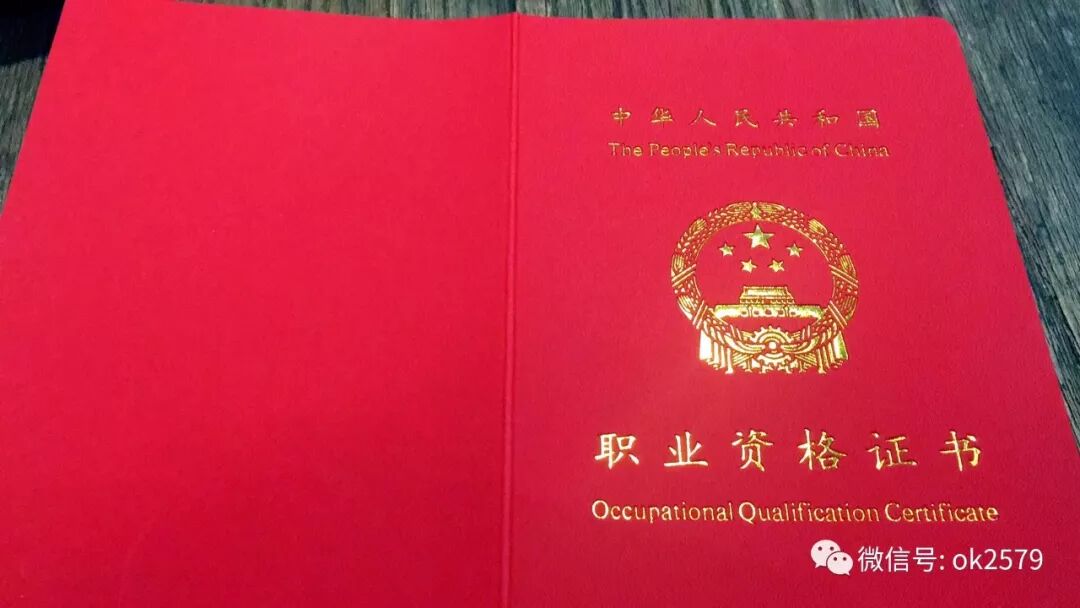 中华人民共和国
The People's Republic of China
职业资格证书
Occupational Qualification Certificate
微信号: ok2579